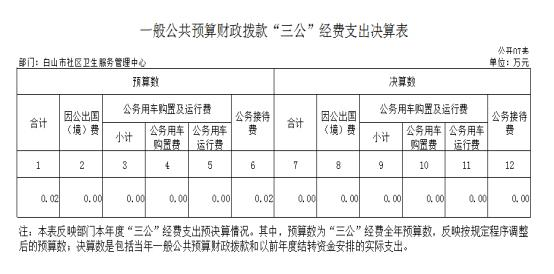 一般公共预算财政拨款“三公”经费支出决算表
公开07表
部门：白山市社区卫生服务管理中心 单位：万元
预算数 决算数
合计 因公出国（境）费 公务用车购置及运行费 公务接待费 合计 因公出国（境）费 公务用车购置及运行费 公务接待费
小计 公务用车购置费 公务用车运行费 小计 公务用车购置费 公务用车运行费
1 2 3 4 5 6 7 8 9 10 11 12
0.02 0.00 0.00 0.00 0.00 0.02 0.00 0.00 0.00 0.00 0.00 0.00
注：本表反映部门本年度“三公”经费支出预决算情况。其中，预算数为“三公”经费全年预算数，反映按规定程序调整
后的预算数；决算数是包括当年一般公共预算财政拨款和以前年度结转资金安排的实际支出。